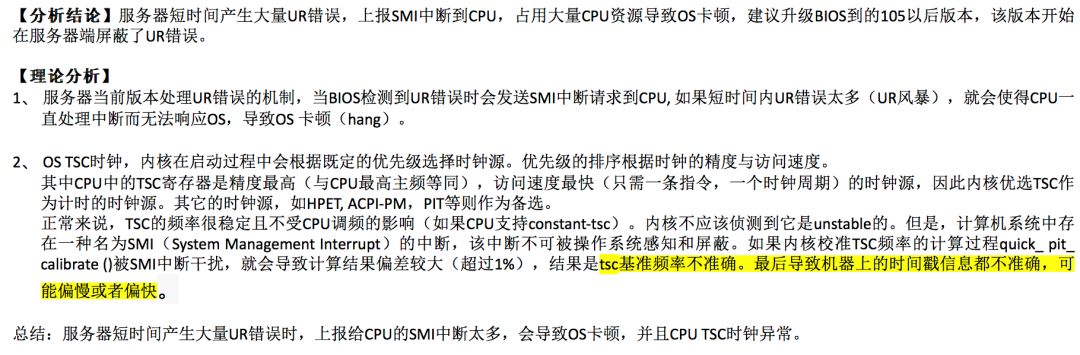 【分析结论】服务器短时间产生大量UR错误，上报SMI中断到CPU，占用大量CPU资源导致OS卡顿，建议升级BIOS到的105以后版本，该版本开始
在服务器端屏蔽了UR错误。
【理论分析】
1、 服务器当前版本处理UR错误的机制，当BIOS检测到UR错误时会发送SMI中断请求到CPU, 如果短时间内UR错误太多（UR风暴），就会使得CPU一
直处理中断而无法响应OS，导致OS 卡顿（hang）。
2、 OS TSC时钟，内核在启动过程中会根据既定的优先级选择时钟源。优先级的排序根据时钟的精度与访问速度。
其中CPU中的TSC寄存器是精度最高（与CPU最高主频等同），访问速度最快（只需一条指令，一个时钟周期）的时钟源，因此内核优选TSC作
为计时的时钟源。其它的时钟源，如HPET, ACPI-PM，PIT等则作为备选。
正常来说，TSC的频率很稳定且不受CPU调频的影响（如果CPU支持constant-tsc）。内核不应该侦测到它是unstable的。但是，计算机系统中存
在一种名为SMI（System Management Interrupt）的中断，该中断不可被操作系统感知和屏蔽。如果内核校准TSC频率的计算过程quick_ pit_
calibrate ()被SMI中断干扰，就会导致计算结果偏差较大（超过1%），结果是tsc基准频率不准确。最后导致机器上的时间戳信息都不准确，可
能偏慢或者偏快。
总结：服务器短时间产生大量UR错误时，上报给CPU的SMI中断太多，会导致OS卡顿，并且CPU TSC时钟异常。